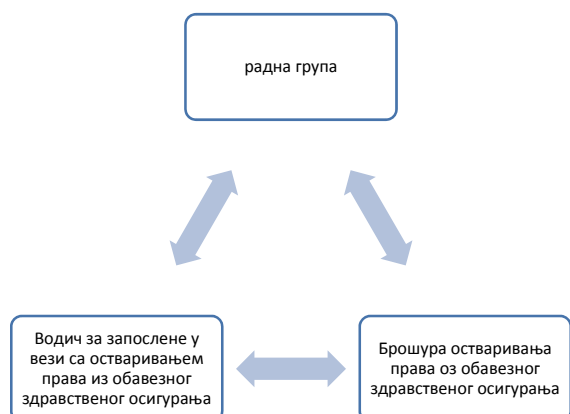 радна група
Водич за запослене у
вези са остваривањем
права из обавезног
здравственог осигурања
Брошура остваривања
права оз обавезног
здравственог осигурања